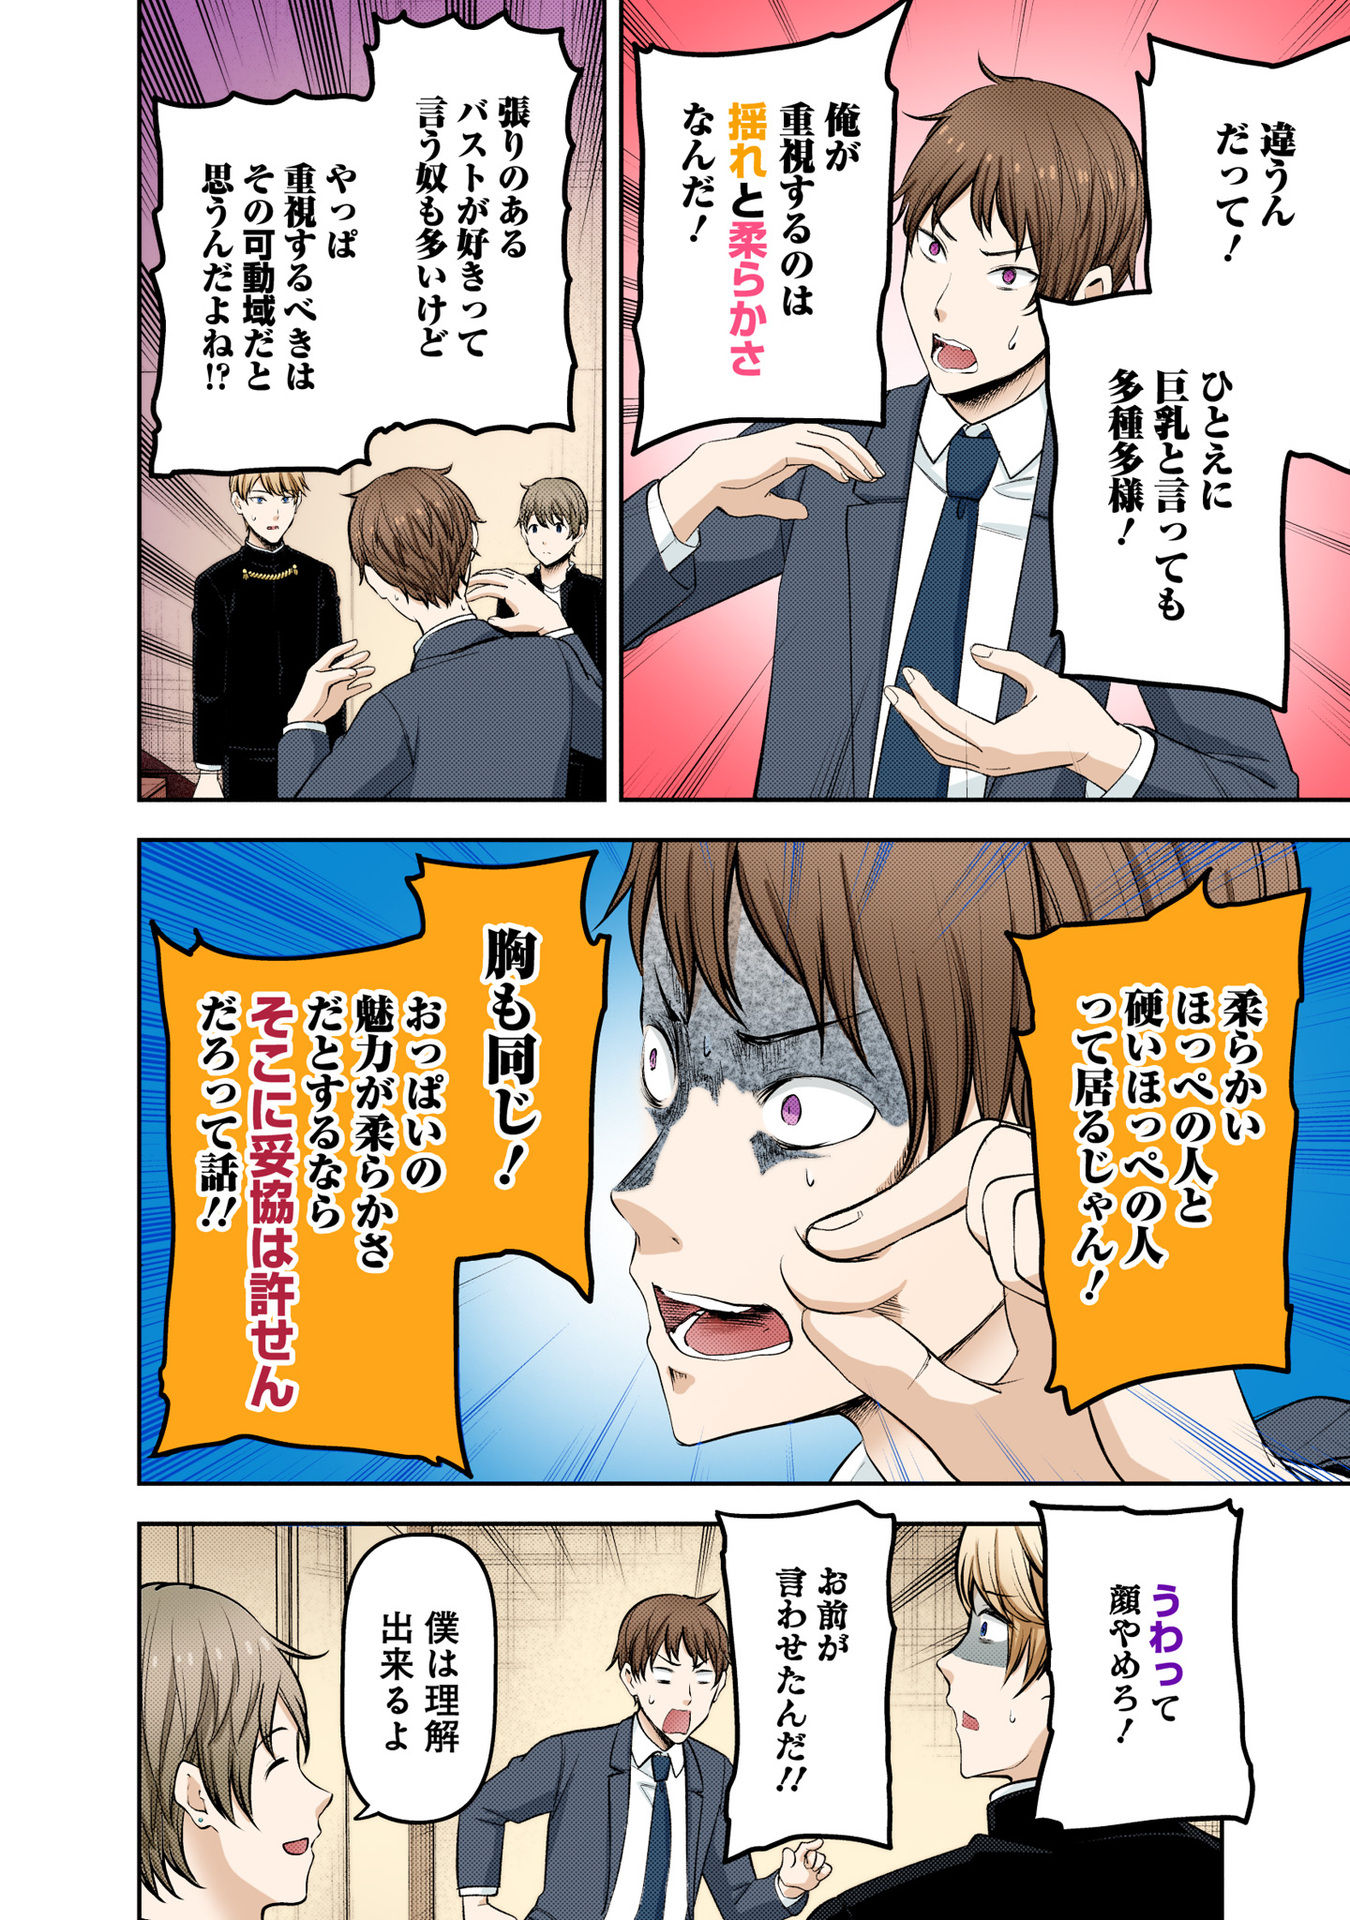 違うん
だって！
ひとえに
巨乳と言っても
多種多様！
俺が
重視するのは
揺れと柔らかさ
なんだ！
張りのある
バストが好きって
言う奴も多いけど
やっぱ
重視するべきは
その可動域だと
思うんだよね!?
柔らかい
ほっぺの人と
硬いほっぺの人
って居るじゃん！
胸も同じ！
おっぱいの
魅力が柔らかさ
だとするなら
そこに妥協は許せん
だろって話!!
うわって
顔やめろ！
お前が
言わせたんだ!!
僕は理解
出来るよ